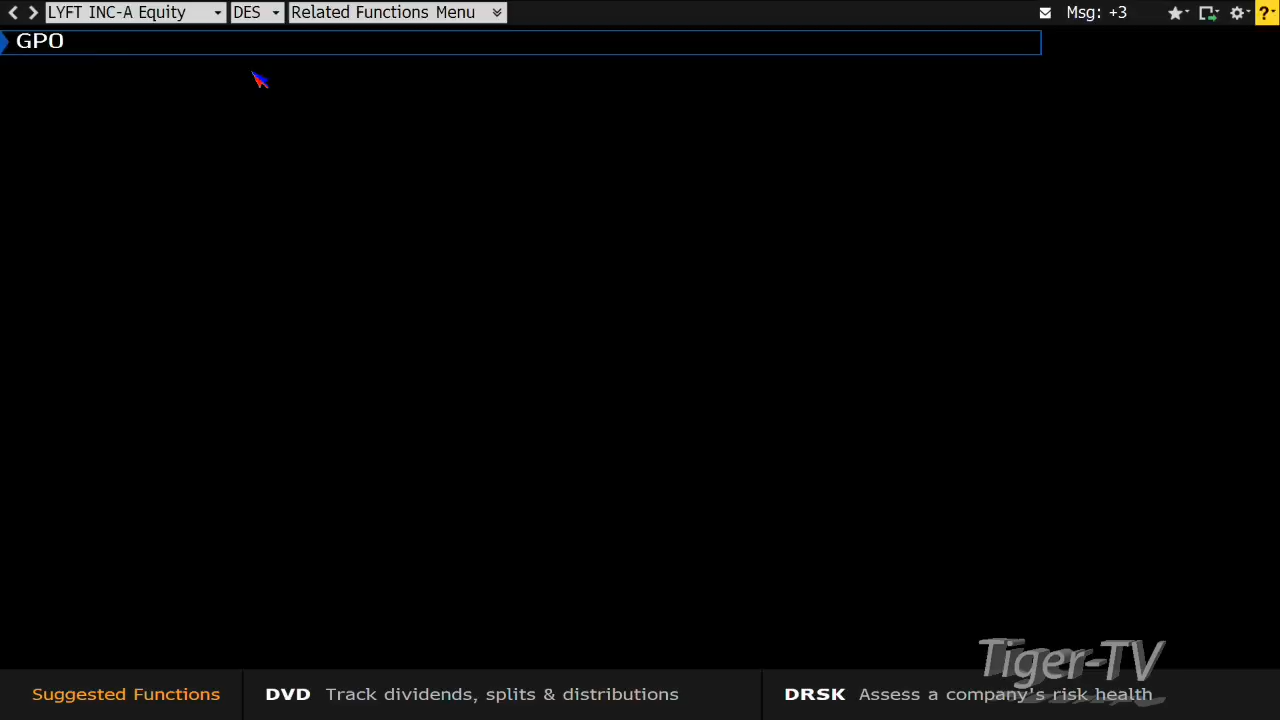 LYFT INC-A Equity DES Related Functions Menu Msg: +3 ?
GPO
Suggested Functions DVD Track dividends, splits & distributions DRSK Assess a company's risk health
Tiger-TV